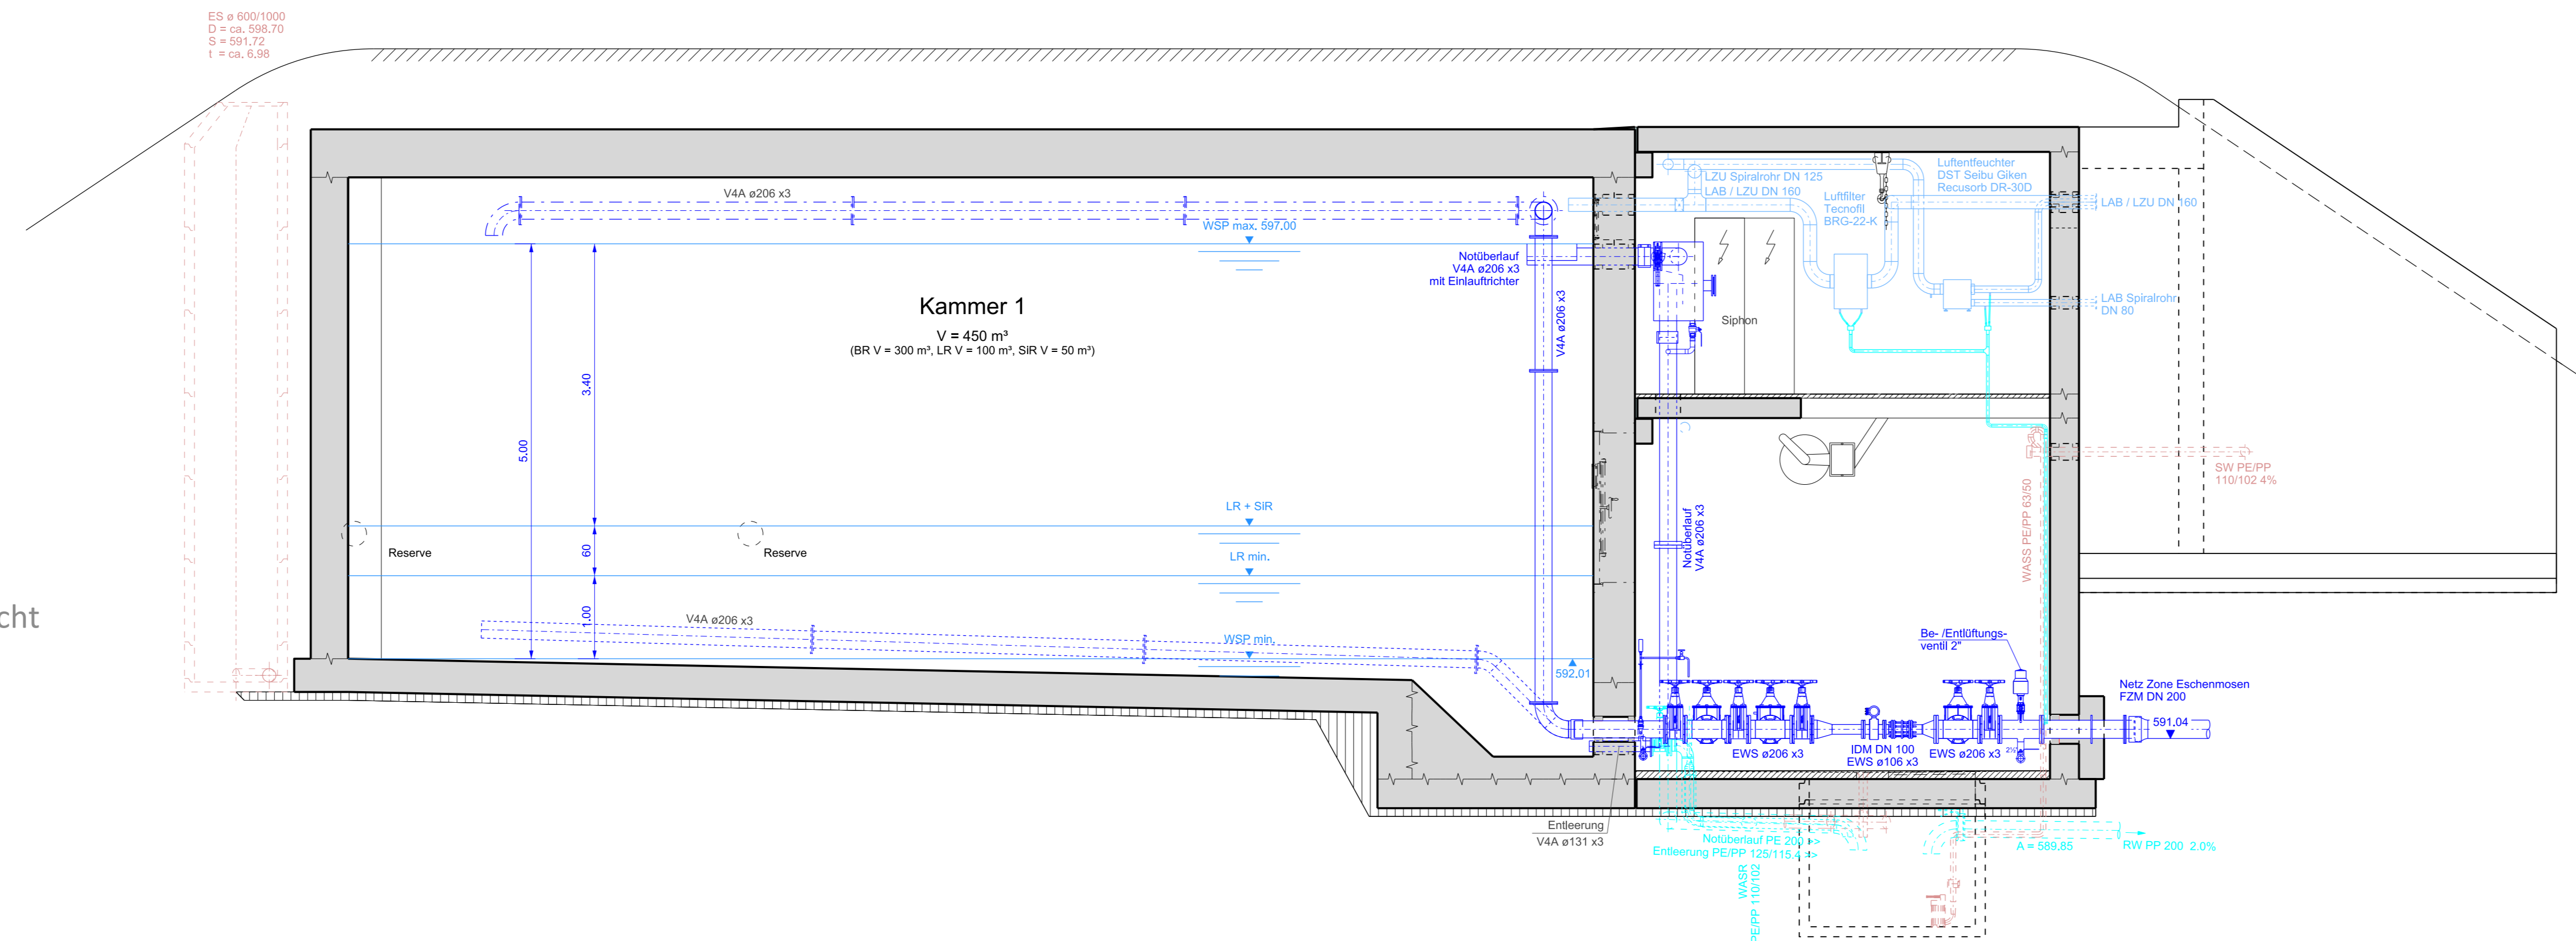 ES ø 600/1000
D = ca. 598.70
S = 591.72
t = ca. 6.98
V4A ø206 x3
WSP max. 597.00
Notüberlauf
V4A ø206 x3
mit Einlauftrichter
Kammer 1
V = 450 m³
(BR V = 300 m³, LR V = 100 m³, SIR V = 50 m³)
V4A ø206 x3
3.40
5.00
60
1.00
LR + SIR
LR min.
WSP min.
592.01
Reserve
Reserve
V4A ø206 x3
cht
LZU Spiralrohr DN 125
LAB / LZU DN 160
Luftfilter
Tecnofil
BRG-22-K
Luftentfeuchter
DST Seibu Giken
Recusorb DR-30D
LAB / LZU DN 160
LAB Spiralrohr
DN 80
Siphon
Notüberlauf
V4A ø206 x3
WASS PE/PP 63/50
SW PE/PP
110/102 4%
Be- /Entlüftungs-
ventil 2"
Netz Zone Eschenmosen
FZM DN 200
591.04
EWS ø206 x3
IDM DN 100
EWS ø106 x3
EWS ø206 x3
2½"
Entleerung
V4A ø131 x3
Notüberlauf PE 200 >>
Entleerung PE/PP 125/115.4 >>
WASR
PE/PP 110/102
A = 589.85
RW PP 200 2.0%